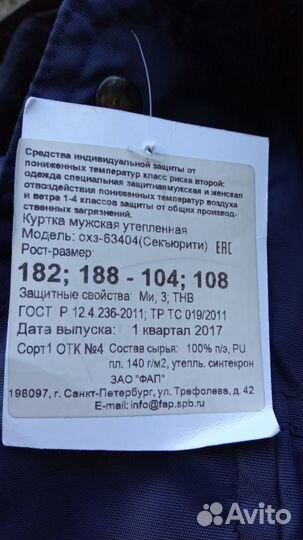 Средства индивидуальной защиты от
пониженных температур класс риска второй:
одежда специальная защитнаямужская и женская
отвоздействия пониженных температур воздуха
и ветра 1-4 классов защиты от общих производ-
ственных загрязнений.
Куртка мужская утепленная
Модель: охз-63404(Секьюрити) EAC
Рост-размер:
182; 188 - 104; 108
Защитные свойства: Ми, З; ТНВ
ГОСТ Р 12.4.236-2011; ТР ТС 019/2011
Дата выпуска: 1 квартал 2017
Сорт1 ОТК №4 Состав сырья: 100% п/э, PU
пл. 140 г/м2, утепль. синтекрон
ЗАО "ФАП"
198097, г. Санкт-Петербург, ул. Трефолева, д. 42
E-mail: info@fap.spb.ru
Avito